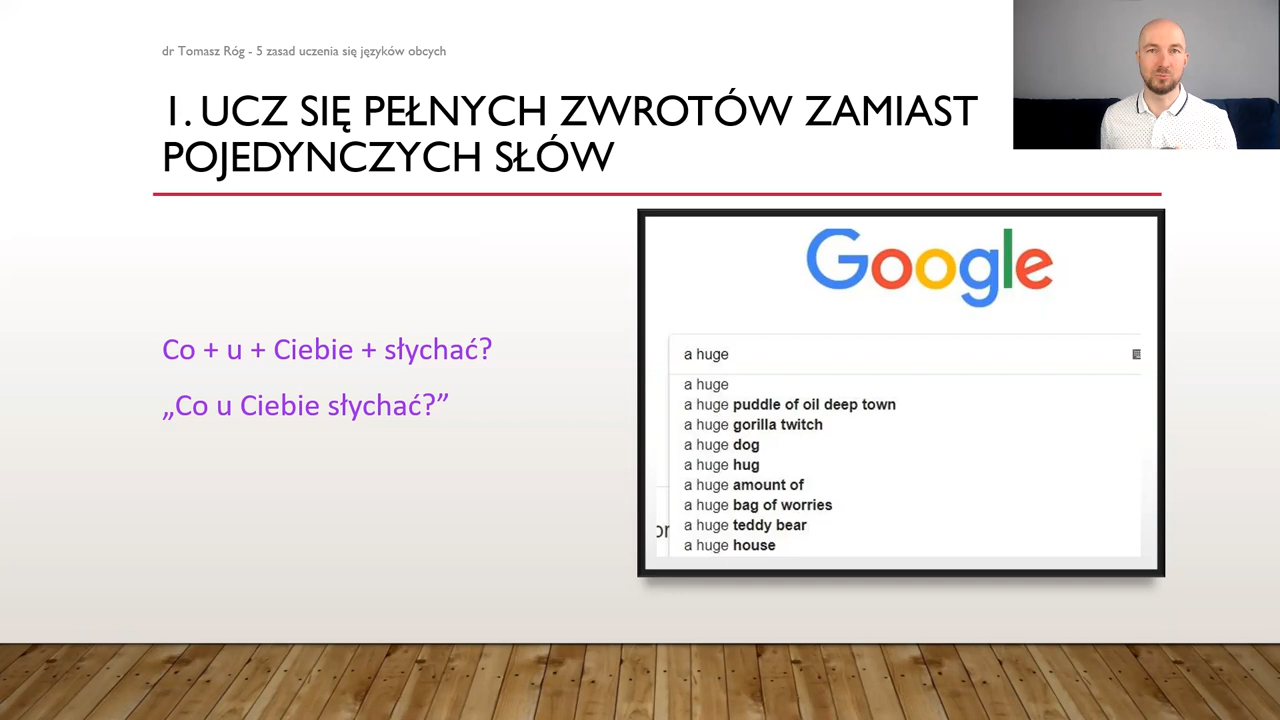 dr Tomasz Róg - 5 zasad uczenia się języków obcych
1. UCZ SIĘ PEŁNYCH ZWROTÓW ZAMIAST
POJEDYNCZYCH SŁÓW
Co + u + Ciebie + słychać?
„Co u Ciebie słychać?”
Google
a huge
a huge
a huge puddle of oil deep town
a huge gorilla twitch
a huge dog
a huge hug
a huge amount of
a huge bag of worries
a huge teddy bear
a huge house